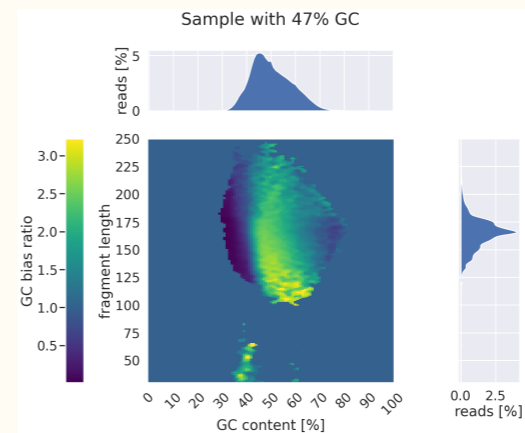 Sample with 47% GC
reads [%]
5
0
GC bias ratio
3.0
2.5
2.0
1.5
1.0
0.5
fragment length
250
225
200
175
150
125
100
75
50
0 10 20 30 40 50 60 70 80 90 100
GC content [%]
0.0 2.5
reads [%]